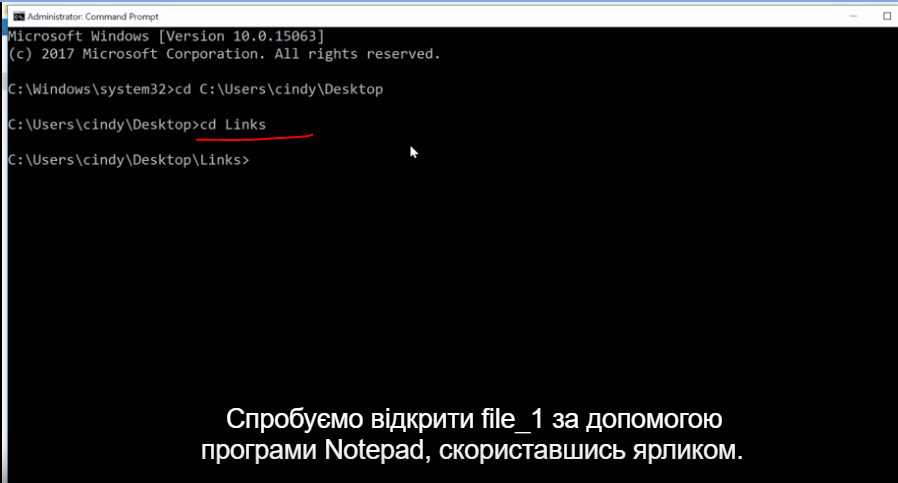 Administrator: Command Prompt
Microsoft Windows [Version 10.0.15063]
(c) 2017 Microsoft Corporation. All rights reserved.
C:\Windows\system32>cd C:\Users\cindy\Desktop
C:\Users\cindy\Desktop>cd Links
C:\Users\cindy\Desktop\Links>
Спробуємо відкрити file_1 за допомогою
програми Notepad, скориставшись ярликом.